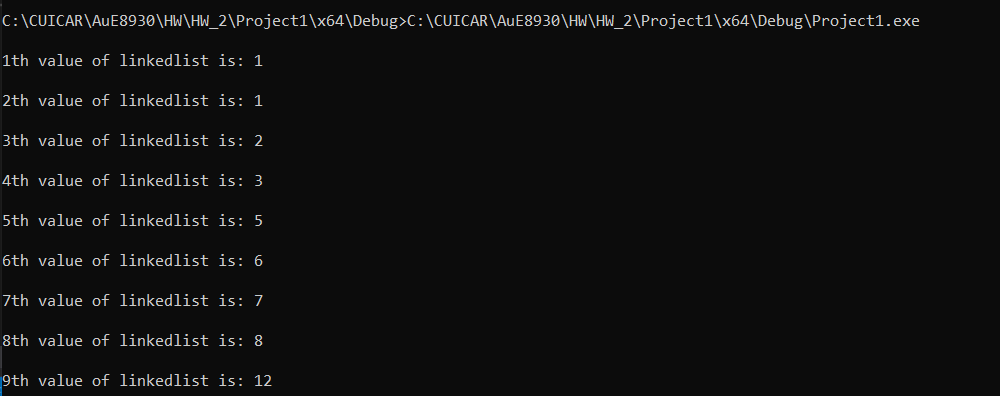 C:\CUICAR\AuE8930\HW\HW_2\Project1\x64\Debug>C:\CUICAR\AuE8930\HW\HW_2\Project1\x64\Debug\Project1.exe
1th value of linkedlist is: 1
2th value of linkedlist is: 1
3th value of linkedlist is: 2
4th value of linkedlist is: 3
5th value of linkedlist is: 5
6th value of linkedlist is: 6
7th value of linkedlist is: 7
8th value of linkedlist is: 8
9th value of linkedlist is: 12